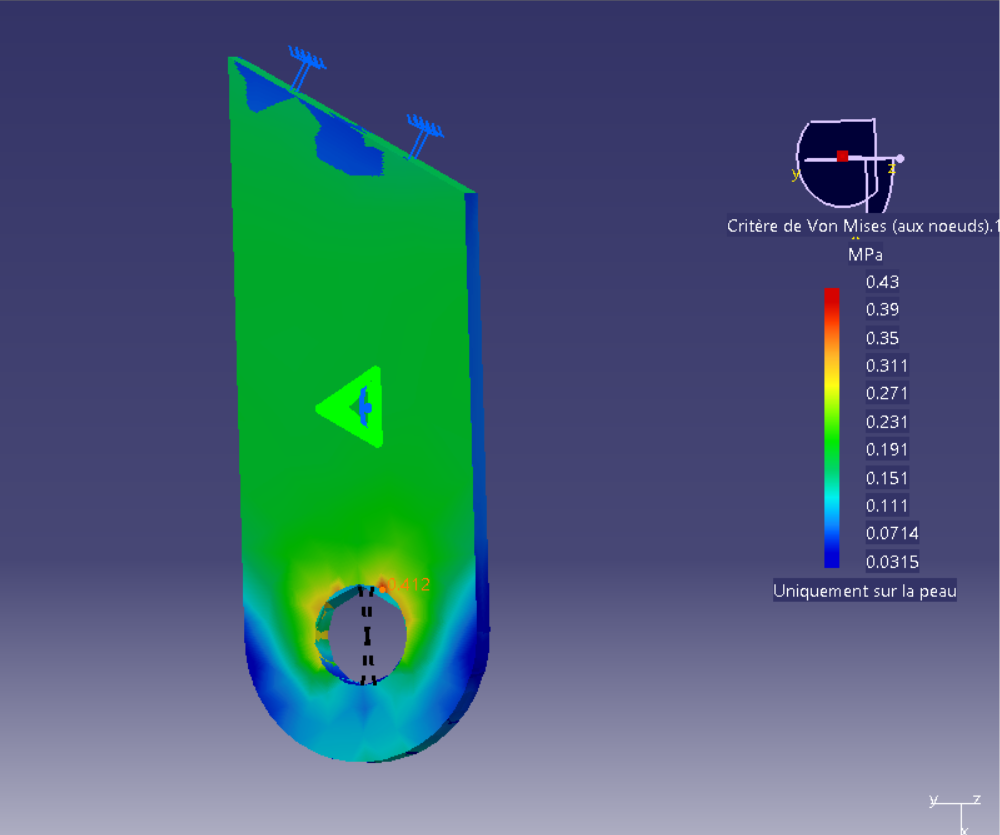 y
z
Critère de Von Mises (aux noeuds).1
MPa
0.43
0.39
0.35
0.311
0.271
0.231
0.191
0.151
0.111
0.0714
0.0315
Uniquement sur la peau
0.412
y z
x